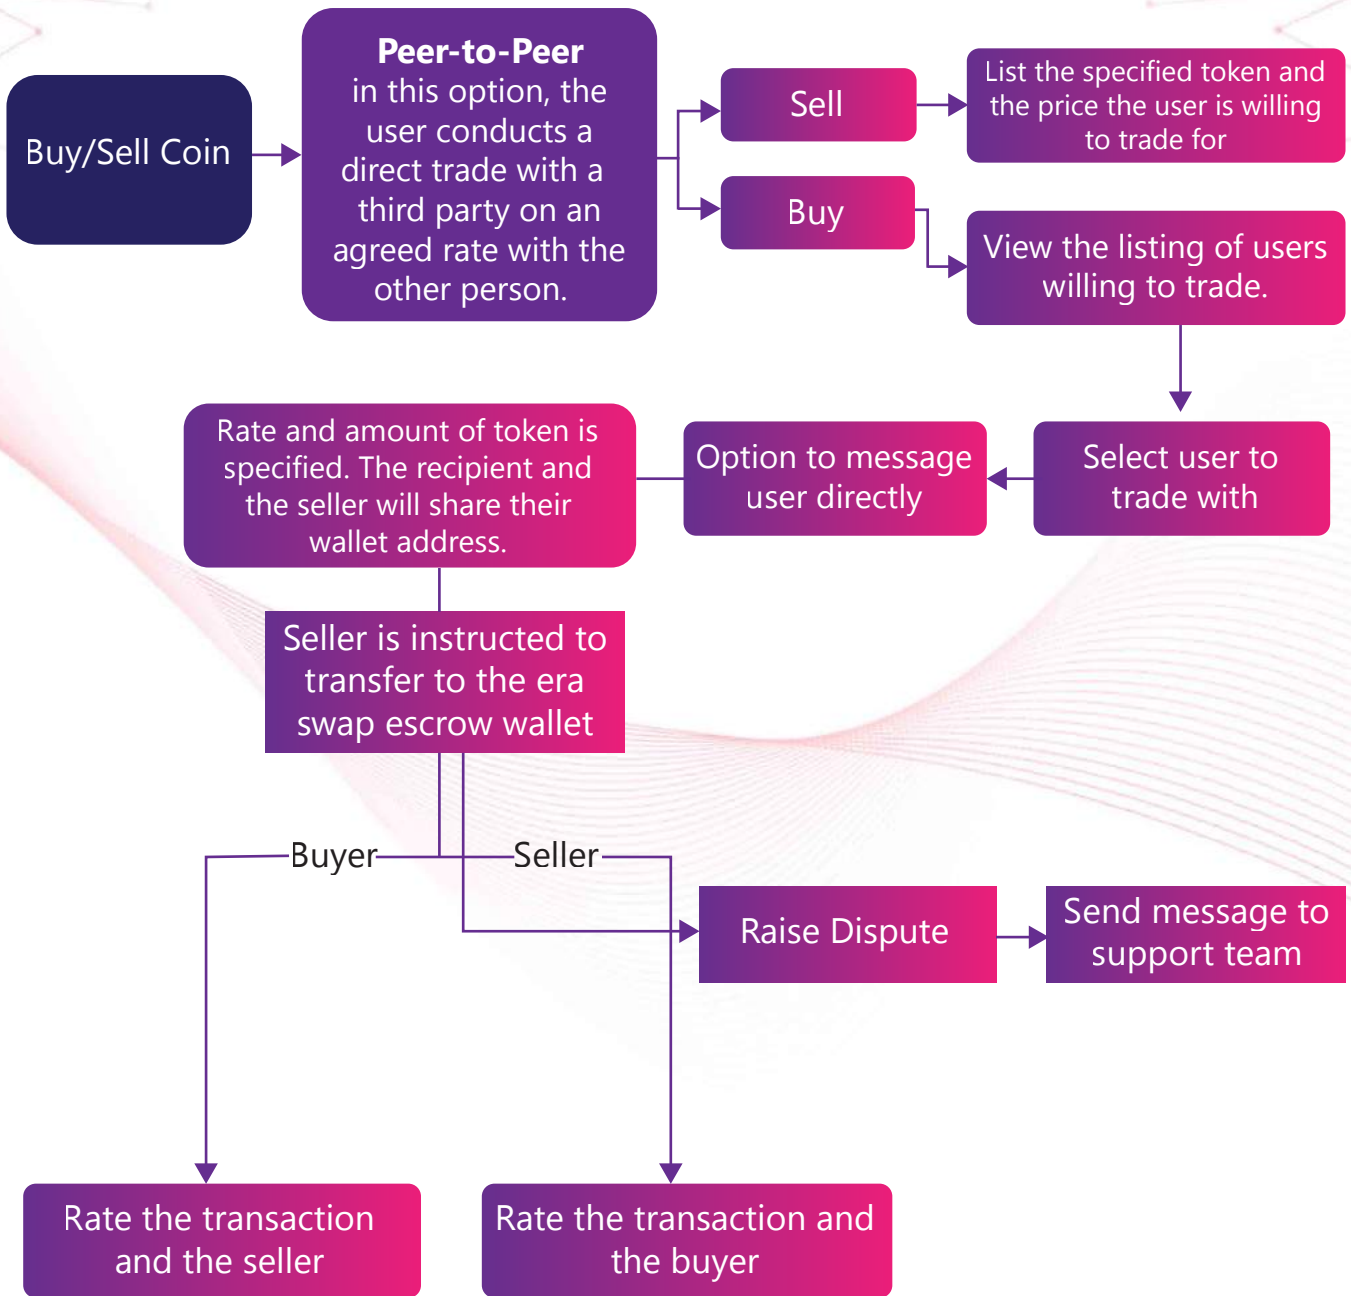 Buy/Sell Coin
Peer-to-Peer
in this option, the
user conducts a
direct trade with a
third party on an
agreed rate with the
other person.
Sell
List the specified token and
the price the user is willing
to trade for
Buy
View the listing of users
willing to trade.
Select user to
trade with
Option to message
user directly
Rate and amount of token is
specified. The recipient and
the seller will share their
wallet address.
Seller is instructed to
transfer to the era
swap escrow wallet
Buyer
Seller
Raise Dispute
Send message to
support team
Rate the transaction
and the seller
Rate the transaction and
the buyer